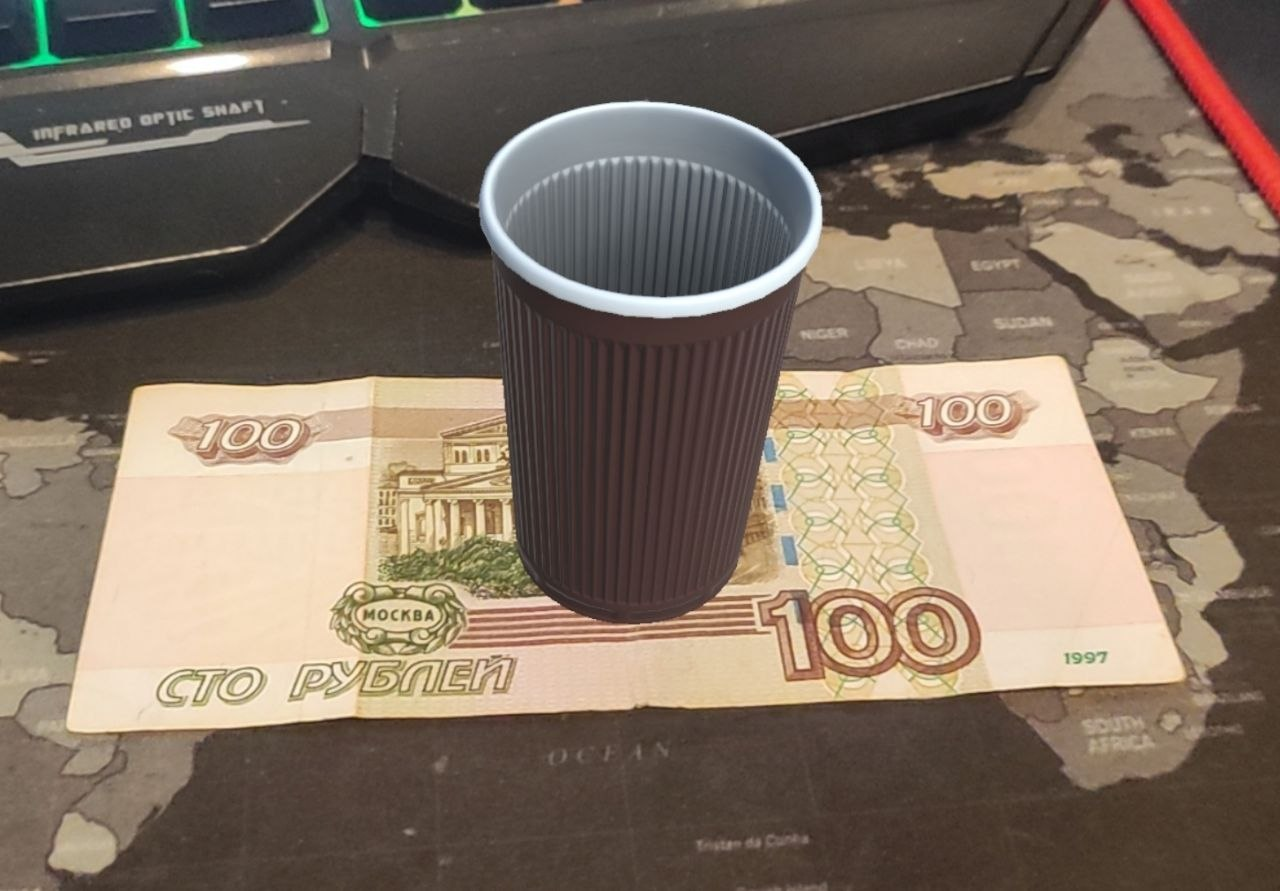 INFRARED OPTIC SHAFT
LIBYA
EGYPT
NIGER
CHAD
SUDAN
100
100
KENYA
МОСКВА
100
СТО РУБЛЕЙ
1997
SOUTH
AFRICA
OCEAN
Tristan da Cunha